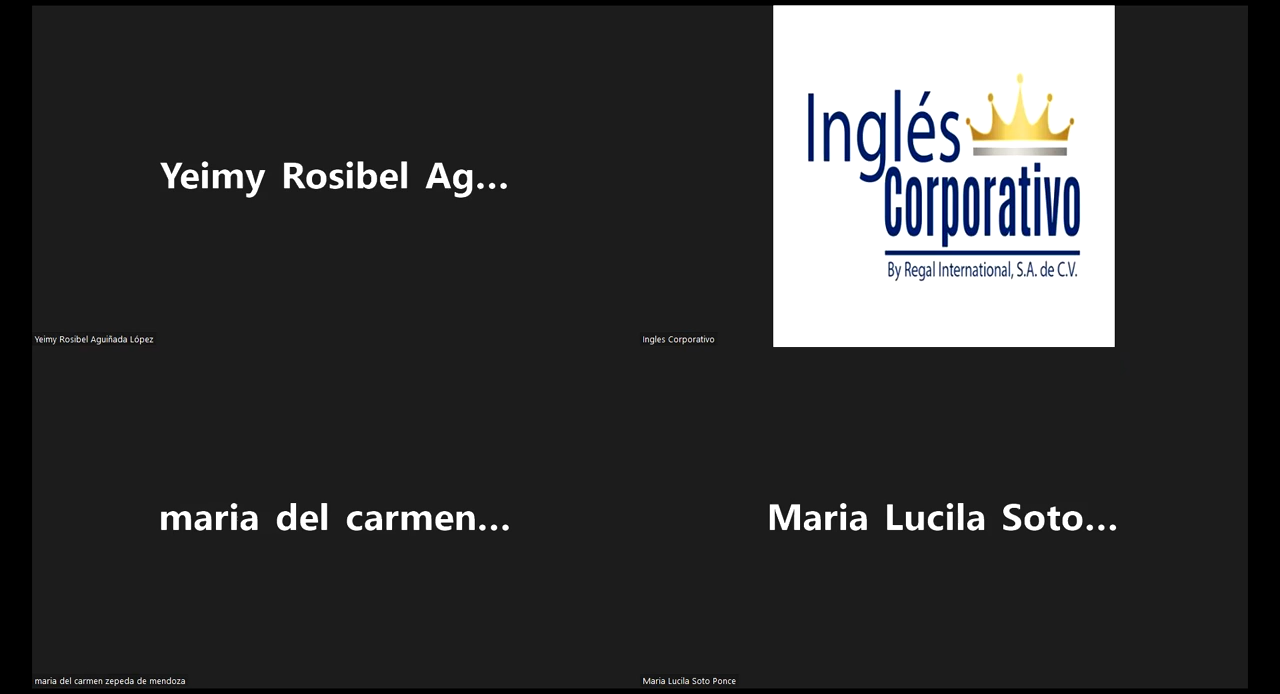 Yeimy Rosibel Ag...
Yeimy Rosibel Aguiñada López
Inglés
Corporativo
By Regal International, S.A. de C.V.
Ingles Corporativo
maria del carmen...
maria del carmen zepeda de mendoza
Maria Lucila Soto...
Maria Lucila Soto Ponce